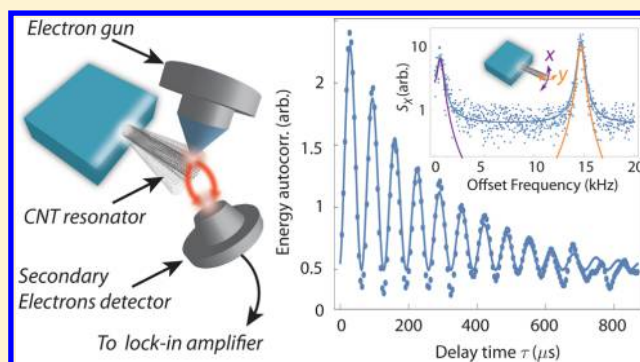 Electron gun
CNT resonator
Secondary
Electrons detector
To lock-in amplifier
Energy autocorr. (arb.)
2
1.5
1
0.5
0
0 200 400 600 800
Delay time τ (μs)
S_X(arb.)
10
1
x
y
0 5 10 15 20
Offset Frequency (kHz)